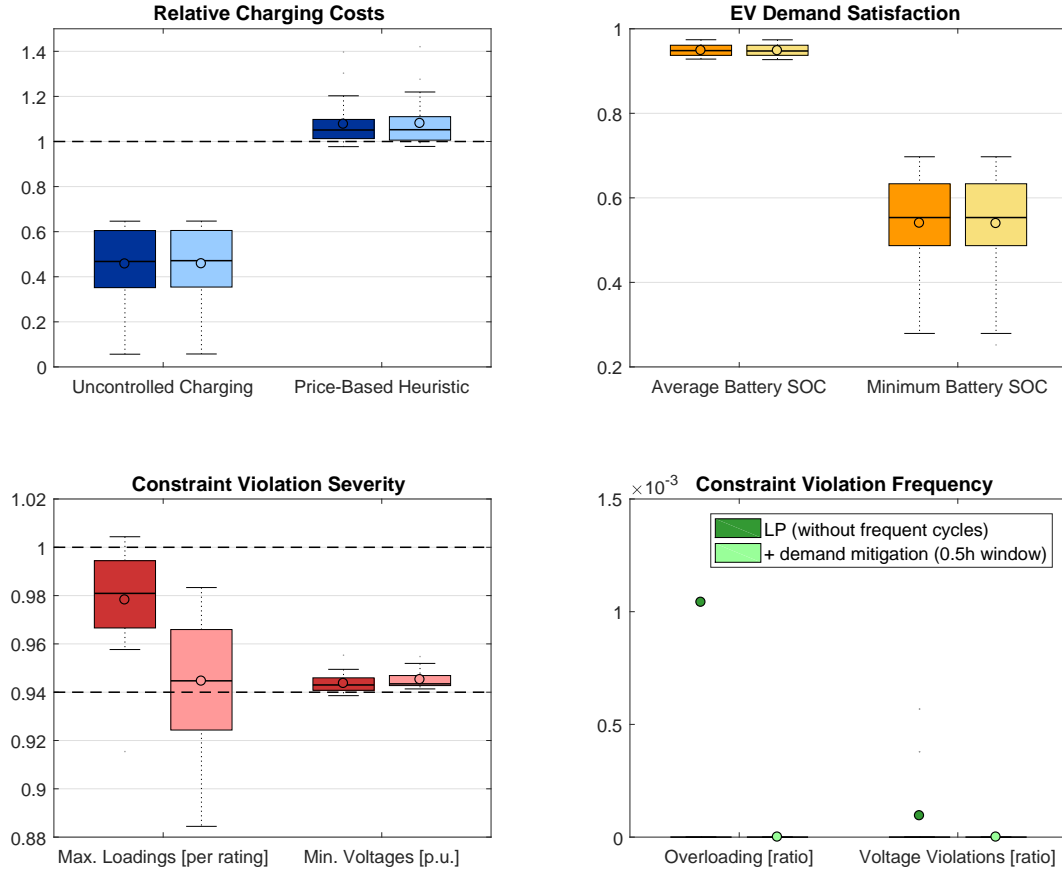 Relative Charging Costs
1.4
1.2
1
0.8
0.6
0.4
0.2
0
Uncontrolled Charging
Price-Based Heuristic
EV Demand Satisfaction
1
0.8
0.6
0.4
0.2
Average Battery SOC
Minimum Battery SOC
Constraint Violation Severity
1.02
1
0.98
0.96
0.94
0.92
0.9
0.88
Max. Loadings [per rating]
Min. Voltages [p.u.]
Constraint Violation Frequency
×10⁻³
1.5
1
0.5
0
LP (without frequent cycles)
+ demand mitigation (0.5h window)
Overloading [ratio]
Voltage Violations [ratio]